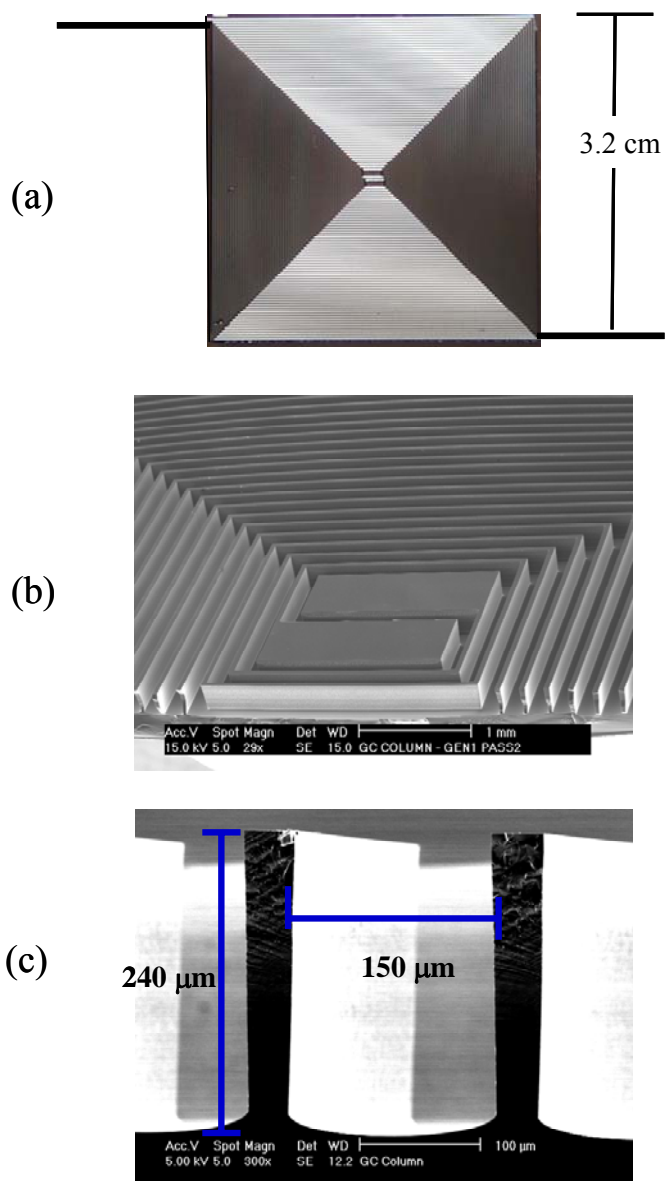 (a)
3.2 cm
(b)
Acc.V Spot Magn Det WD 1 mm
15.0 kV 5.0 29x SE 15.0 GC COLUMN - GEN1 PASS2
(c)
240 μm
150 μm
Acc.V Spot Magn Det WD 100 μm
5.00 kV 5.0 300x SE 12.2 GC Column